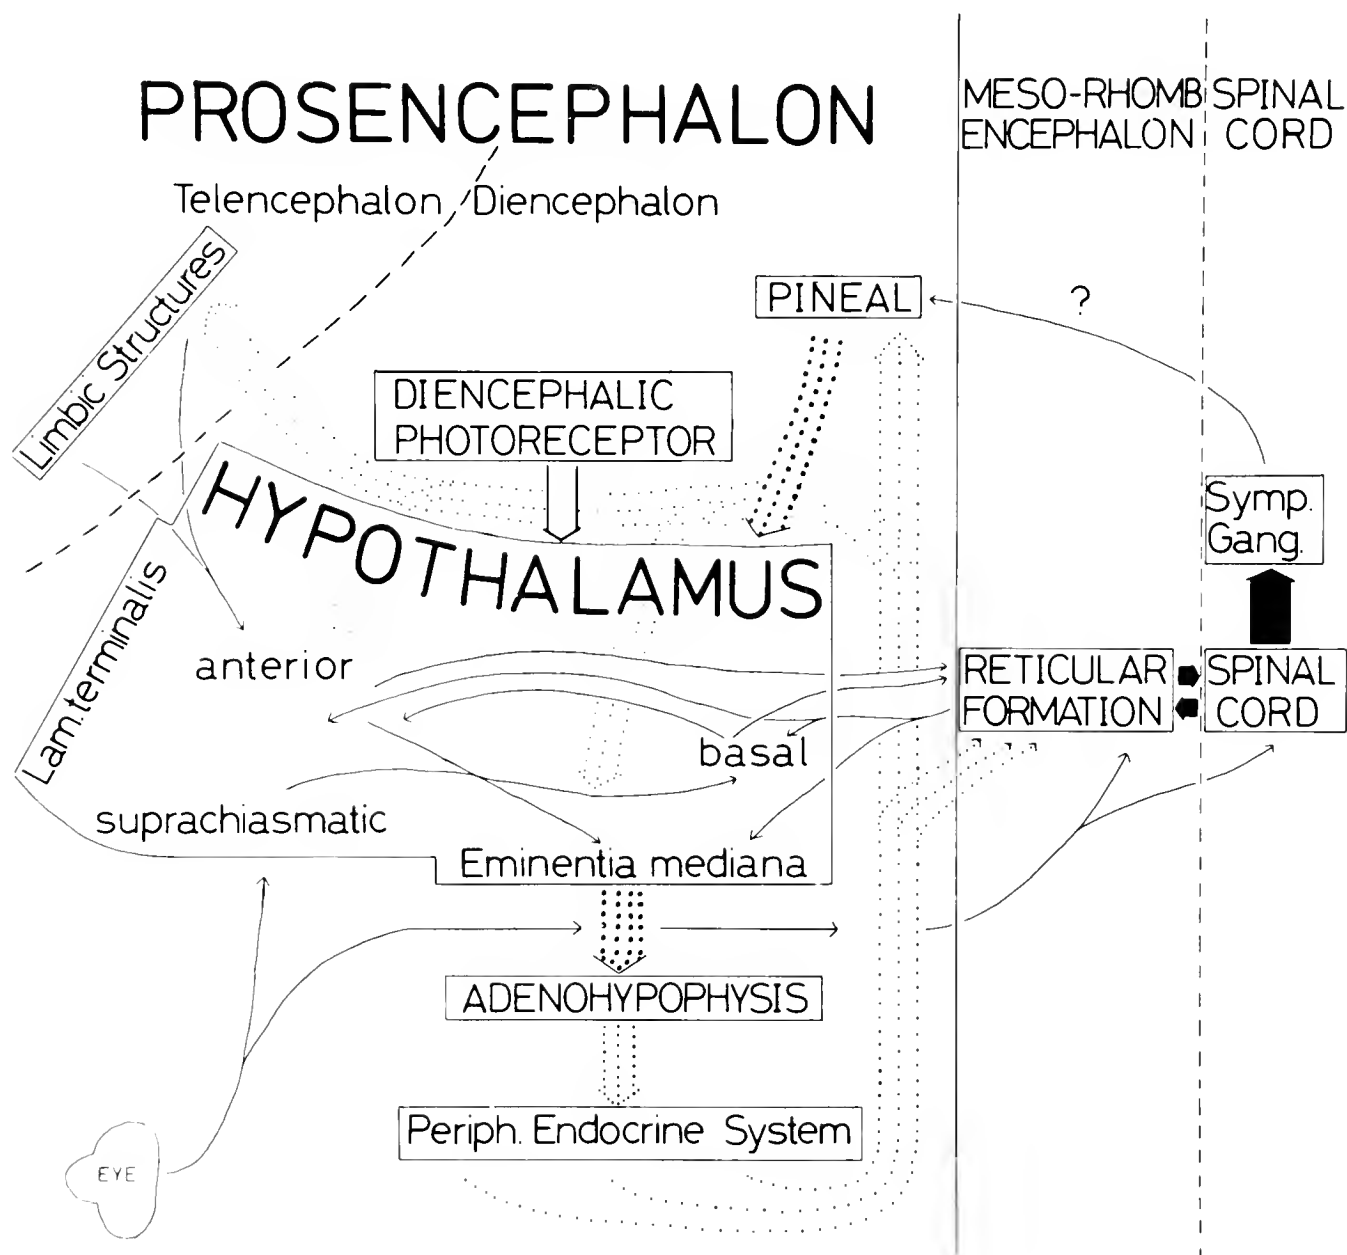 PROSENCEPHALON
MESO-RHOMB
ENCEPHALON
SPINAL
CORD
Telencephalon
Diencephalon
Limbic Structures
PINEAL
?
DIENCEPHALIC
PHOTORECEPTOR
HYPOTHALAMUS
Symp.
Gang.
Lam.terminalis
anterior
RETICULAR
FORMATION
SPINAL
CORD
basal
suprachiasmatic
Eminentia mediana
ADENOHYPOPHYSIS
Periph. Endocrine System
EYE